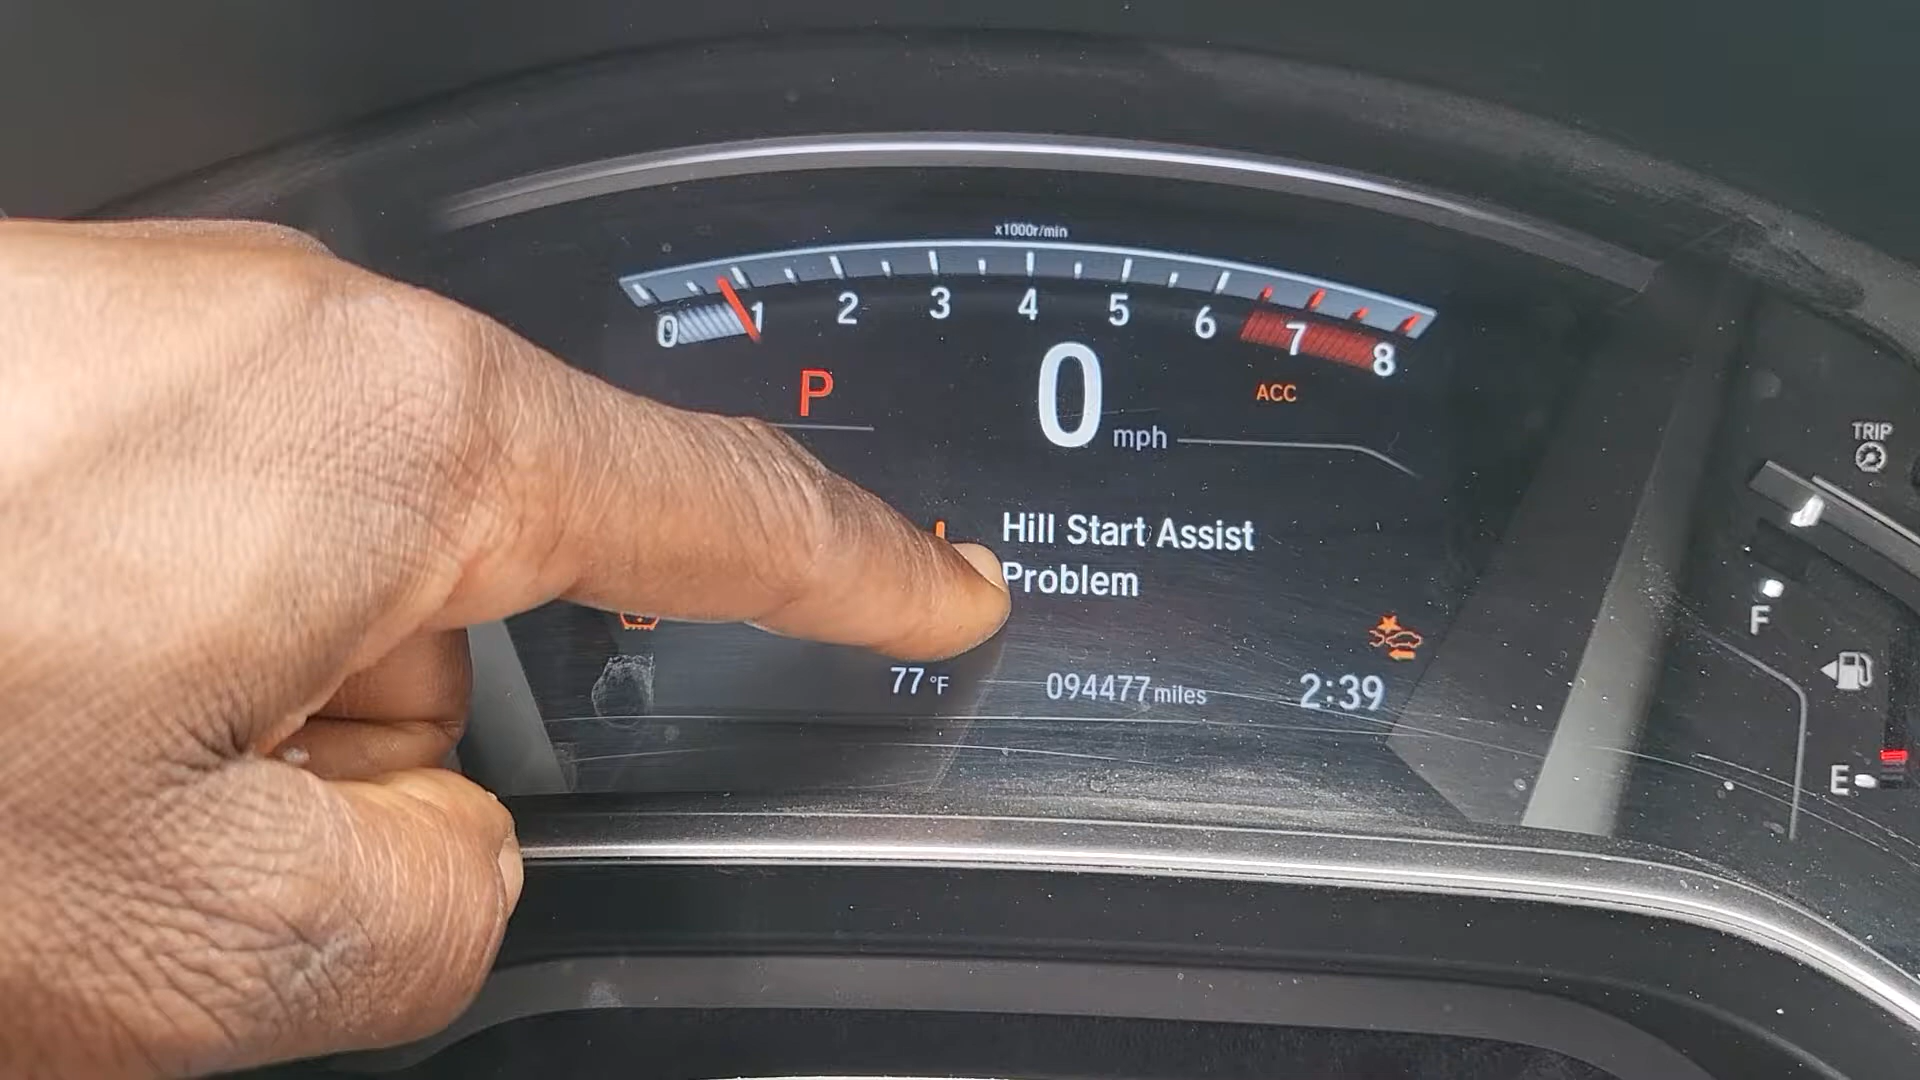 x1000r/min
0 1 2 3 4 5 6 7 8
P
0 mph
ACC
TRIP
Hill Start Assist
Problem
F
77 °F
094477 miles
2:39
E